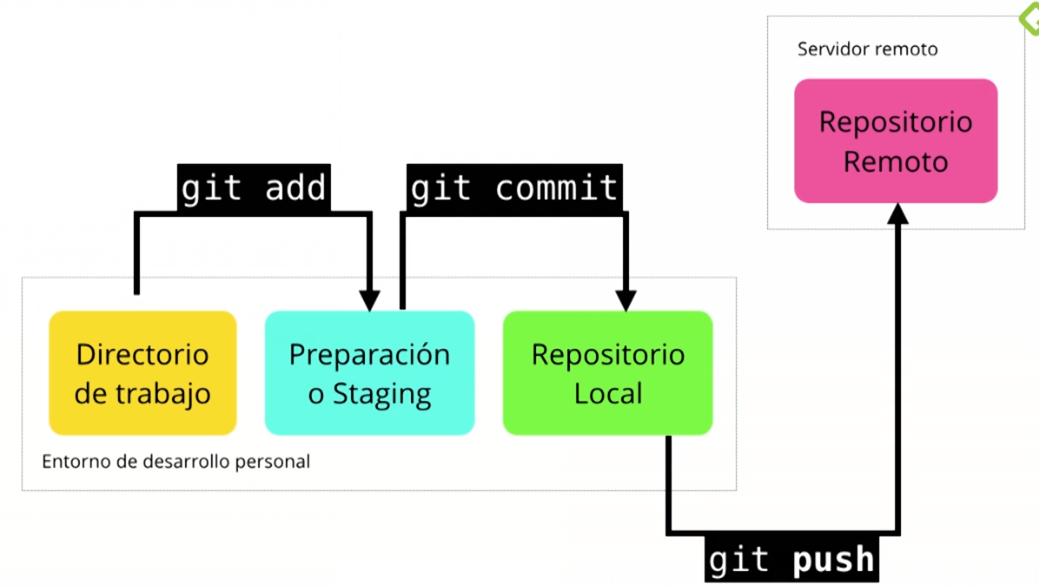 Servidor remoto
Repositorio
Remoto
git add
git commit
Directorio
de trabajo
Preparación
o Staging
Repositorio
Local
Entorno de desarrollo personal
git push